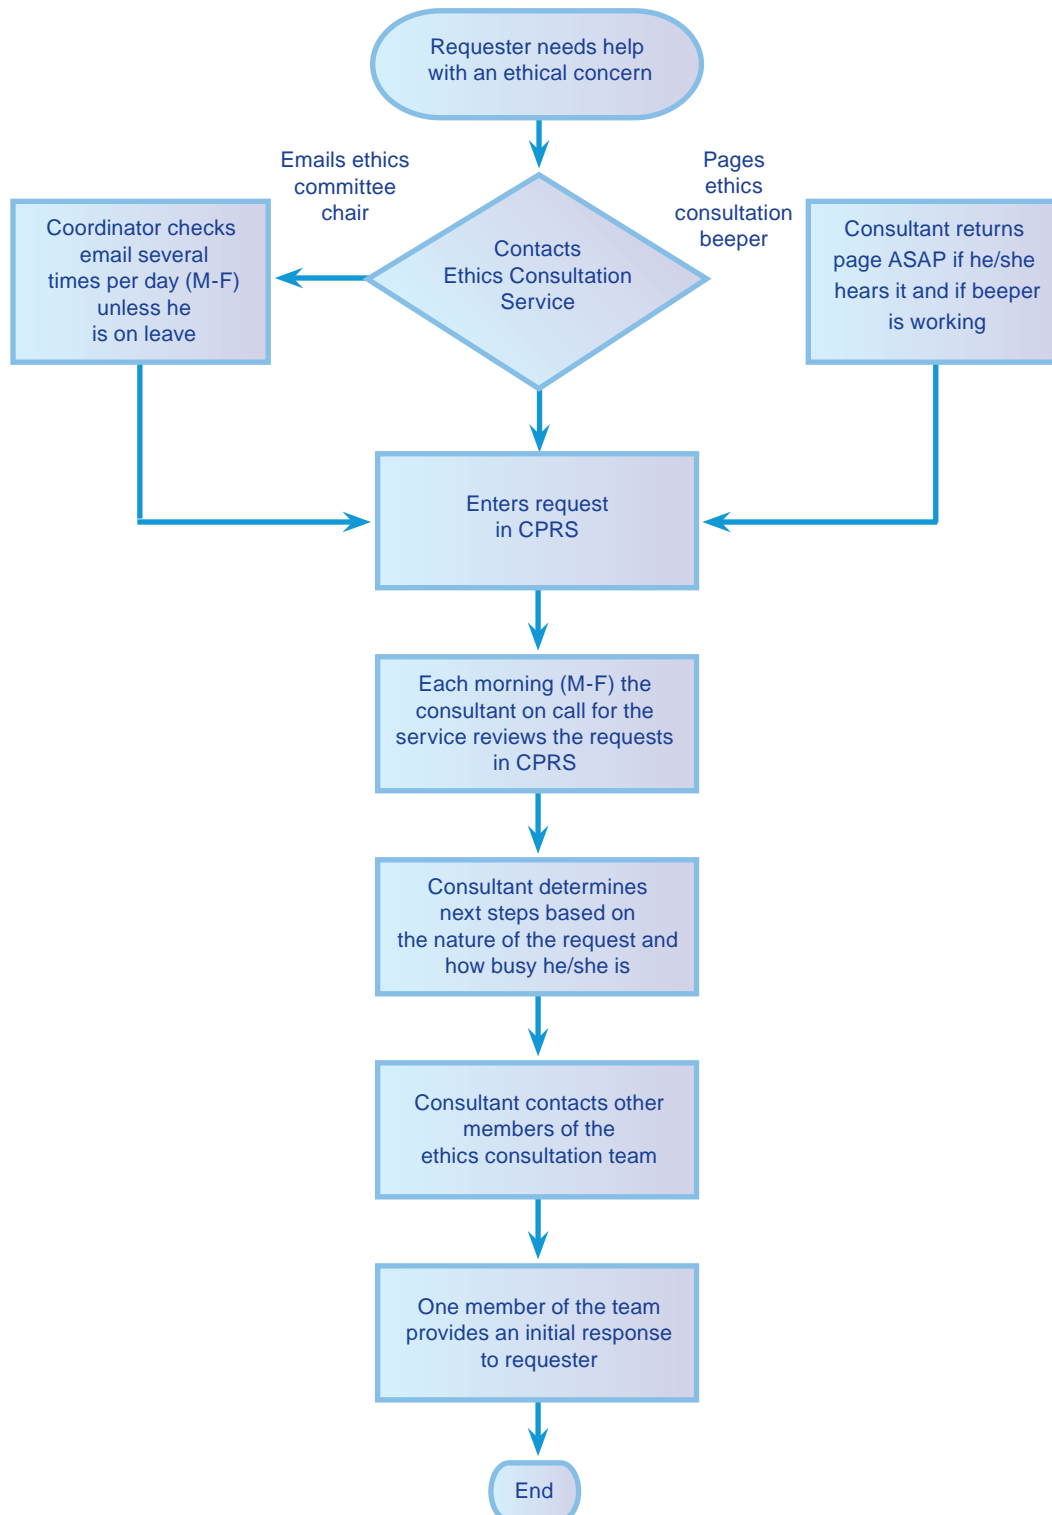 Requester needs help
with an ethical concern
Emails ethics
committee
chair
Pages
ethics
consultation
beeper
Coordinator checks
email several
times per day (M-F)
unless he
is on leave
Contacts
Ethics Consultation
Service
Consultant returns
page ASAP if he/she
hears it and if beeper
is working
Enters request
in CPRS
Each morning (M-F) the
consultant on call for the
service reviews the requests
in CPRS
Consultant determines
next steps based on
the nature of the request and
how busy he/she is
Consultant contacts other
members of the
ethics consultation team
One member of the team
provides an initial response
to requester
End